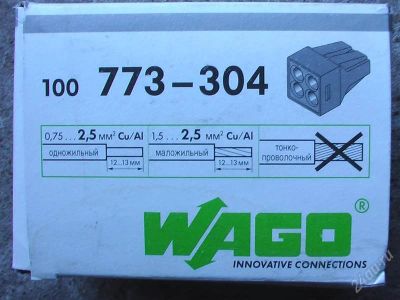 100 773–304
0,75 ... 2,5 мм² Cu/Al
одножильный
12...13 мм
1,5 ... 2,5 мм² Cu/Al
маложильный
12...13 мм
тонко-
проволочный
WAGO®
INNOVATIVE CONNECTIONS